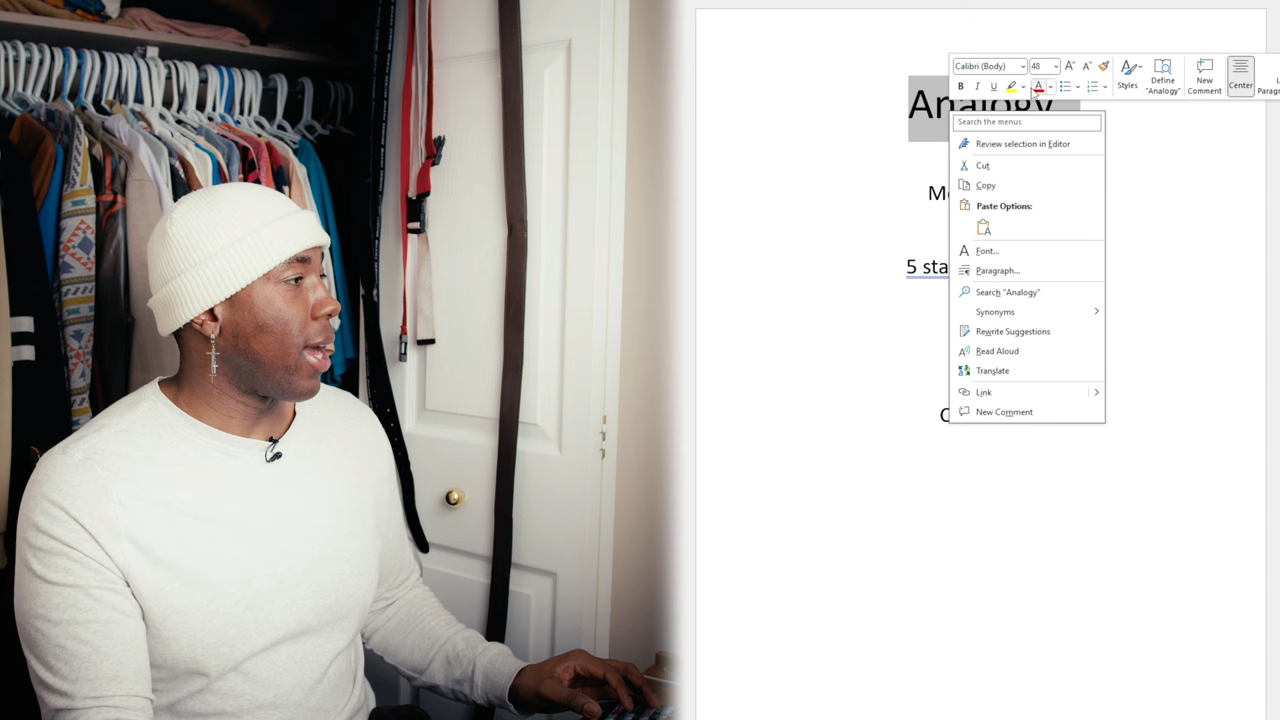 Calibri (Body) 48
Styles
Define "Analogy"
New Comment
Center
Analogy
Search the menus
Review selection in Editor
Cut
Copy
Paste Options:
Font...
Paragraph...
Search "Analogy"
Synonyms
Rewrite Suggestions
Read Aloud
Translate
Link
New Comment
5